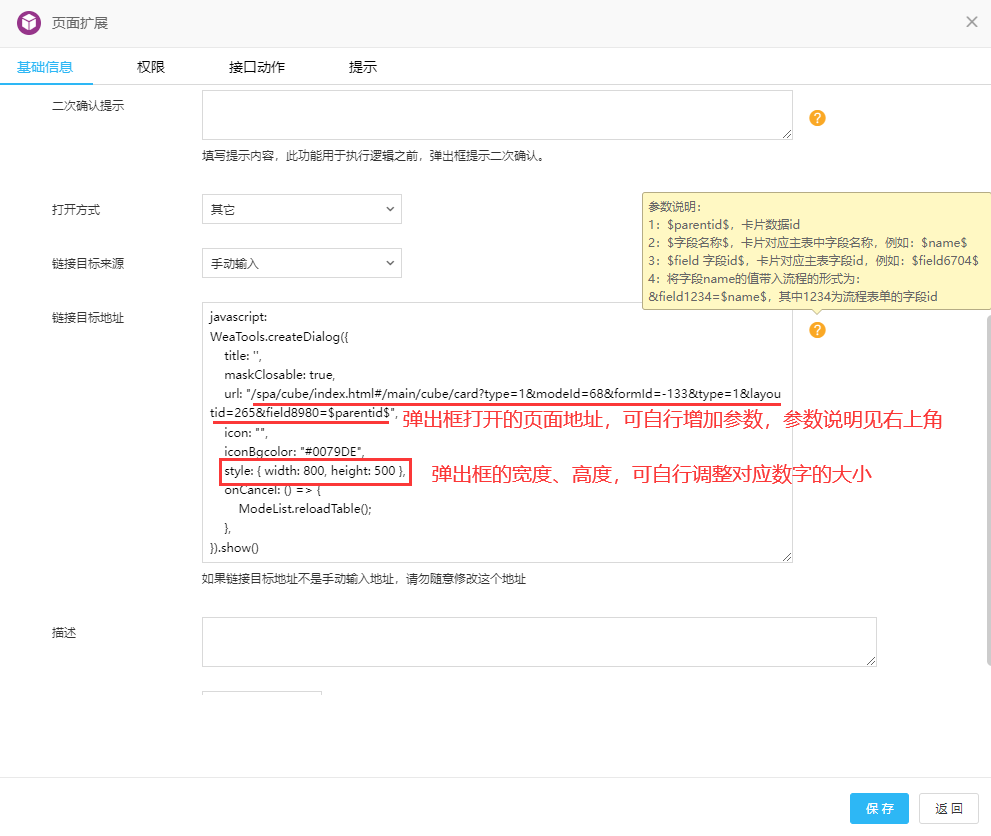 页面扩展
基础信息 权限 接口动作 提示
二次确认提示
填写提示内容，此功能用于执行逻辑之前，弹出框提示二次确认。
打开方式 其它
参数说明：
1：$parentid$，卡片数据id
2：$字段名称$，卡片对应主表中字段名称，例如：$name$
3：$field 字段id$，卡片对应主表字段id，例如：$field6704$
4：将字段name的值带入流程的形式为：
&field1234=$name$，其中1234为流程表单的字段id
链接目标来源 手动输入
链接目标地址
javascript:
WeaTools.createDialog({
title: '',
maskClosable: true,
url: "/spa/cube/index.html#/main/cube/card?type=1&modeId=68&formId=-133&type=1&layou
tid=265&field8980=$parentid$",
弹出框打开的页面地址，可自行增加参数，参数说明见右上角
icon: "",
iconBgcolor: "#0079DE",
style: { width: 800, height: 500 },
弹出框的宽度、高度，可自行调整对应数字的大小
onCancel: () => {
ModeList.reloadTable();
},
}).show()
如果链接目标地址不是手动输入地址，请勿随意修改这个地址
描述
保存 返回